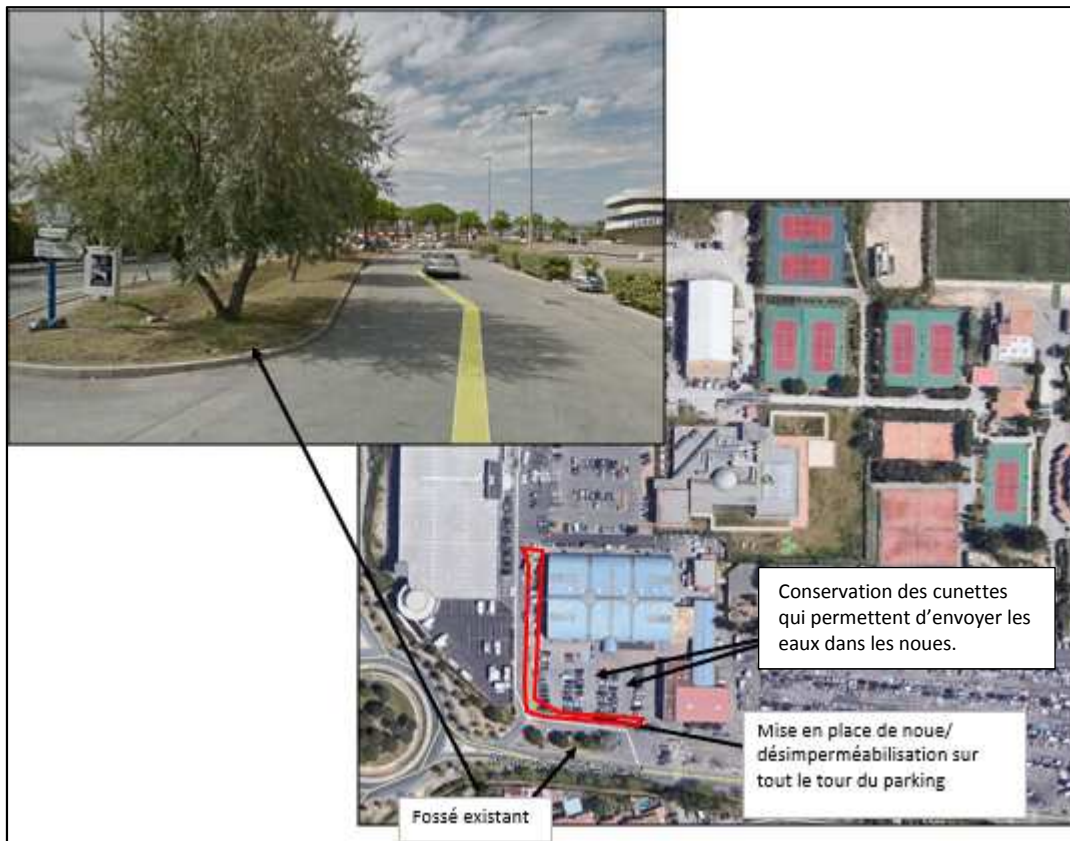 Conservation des cunettes
qui permettent d'envoyer les
eaux dans les noues.
Mise en place de noue/
désimperméabilisation sur
tout le tour du parking
Fossé existant